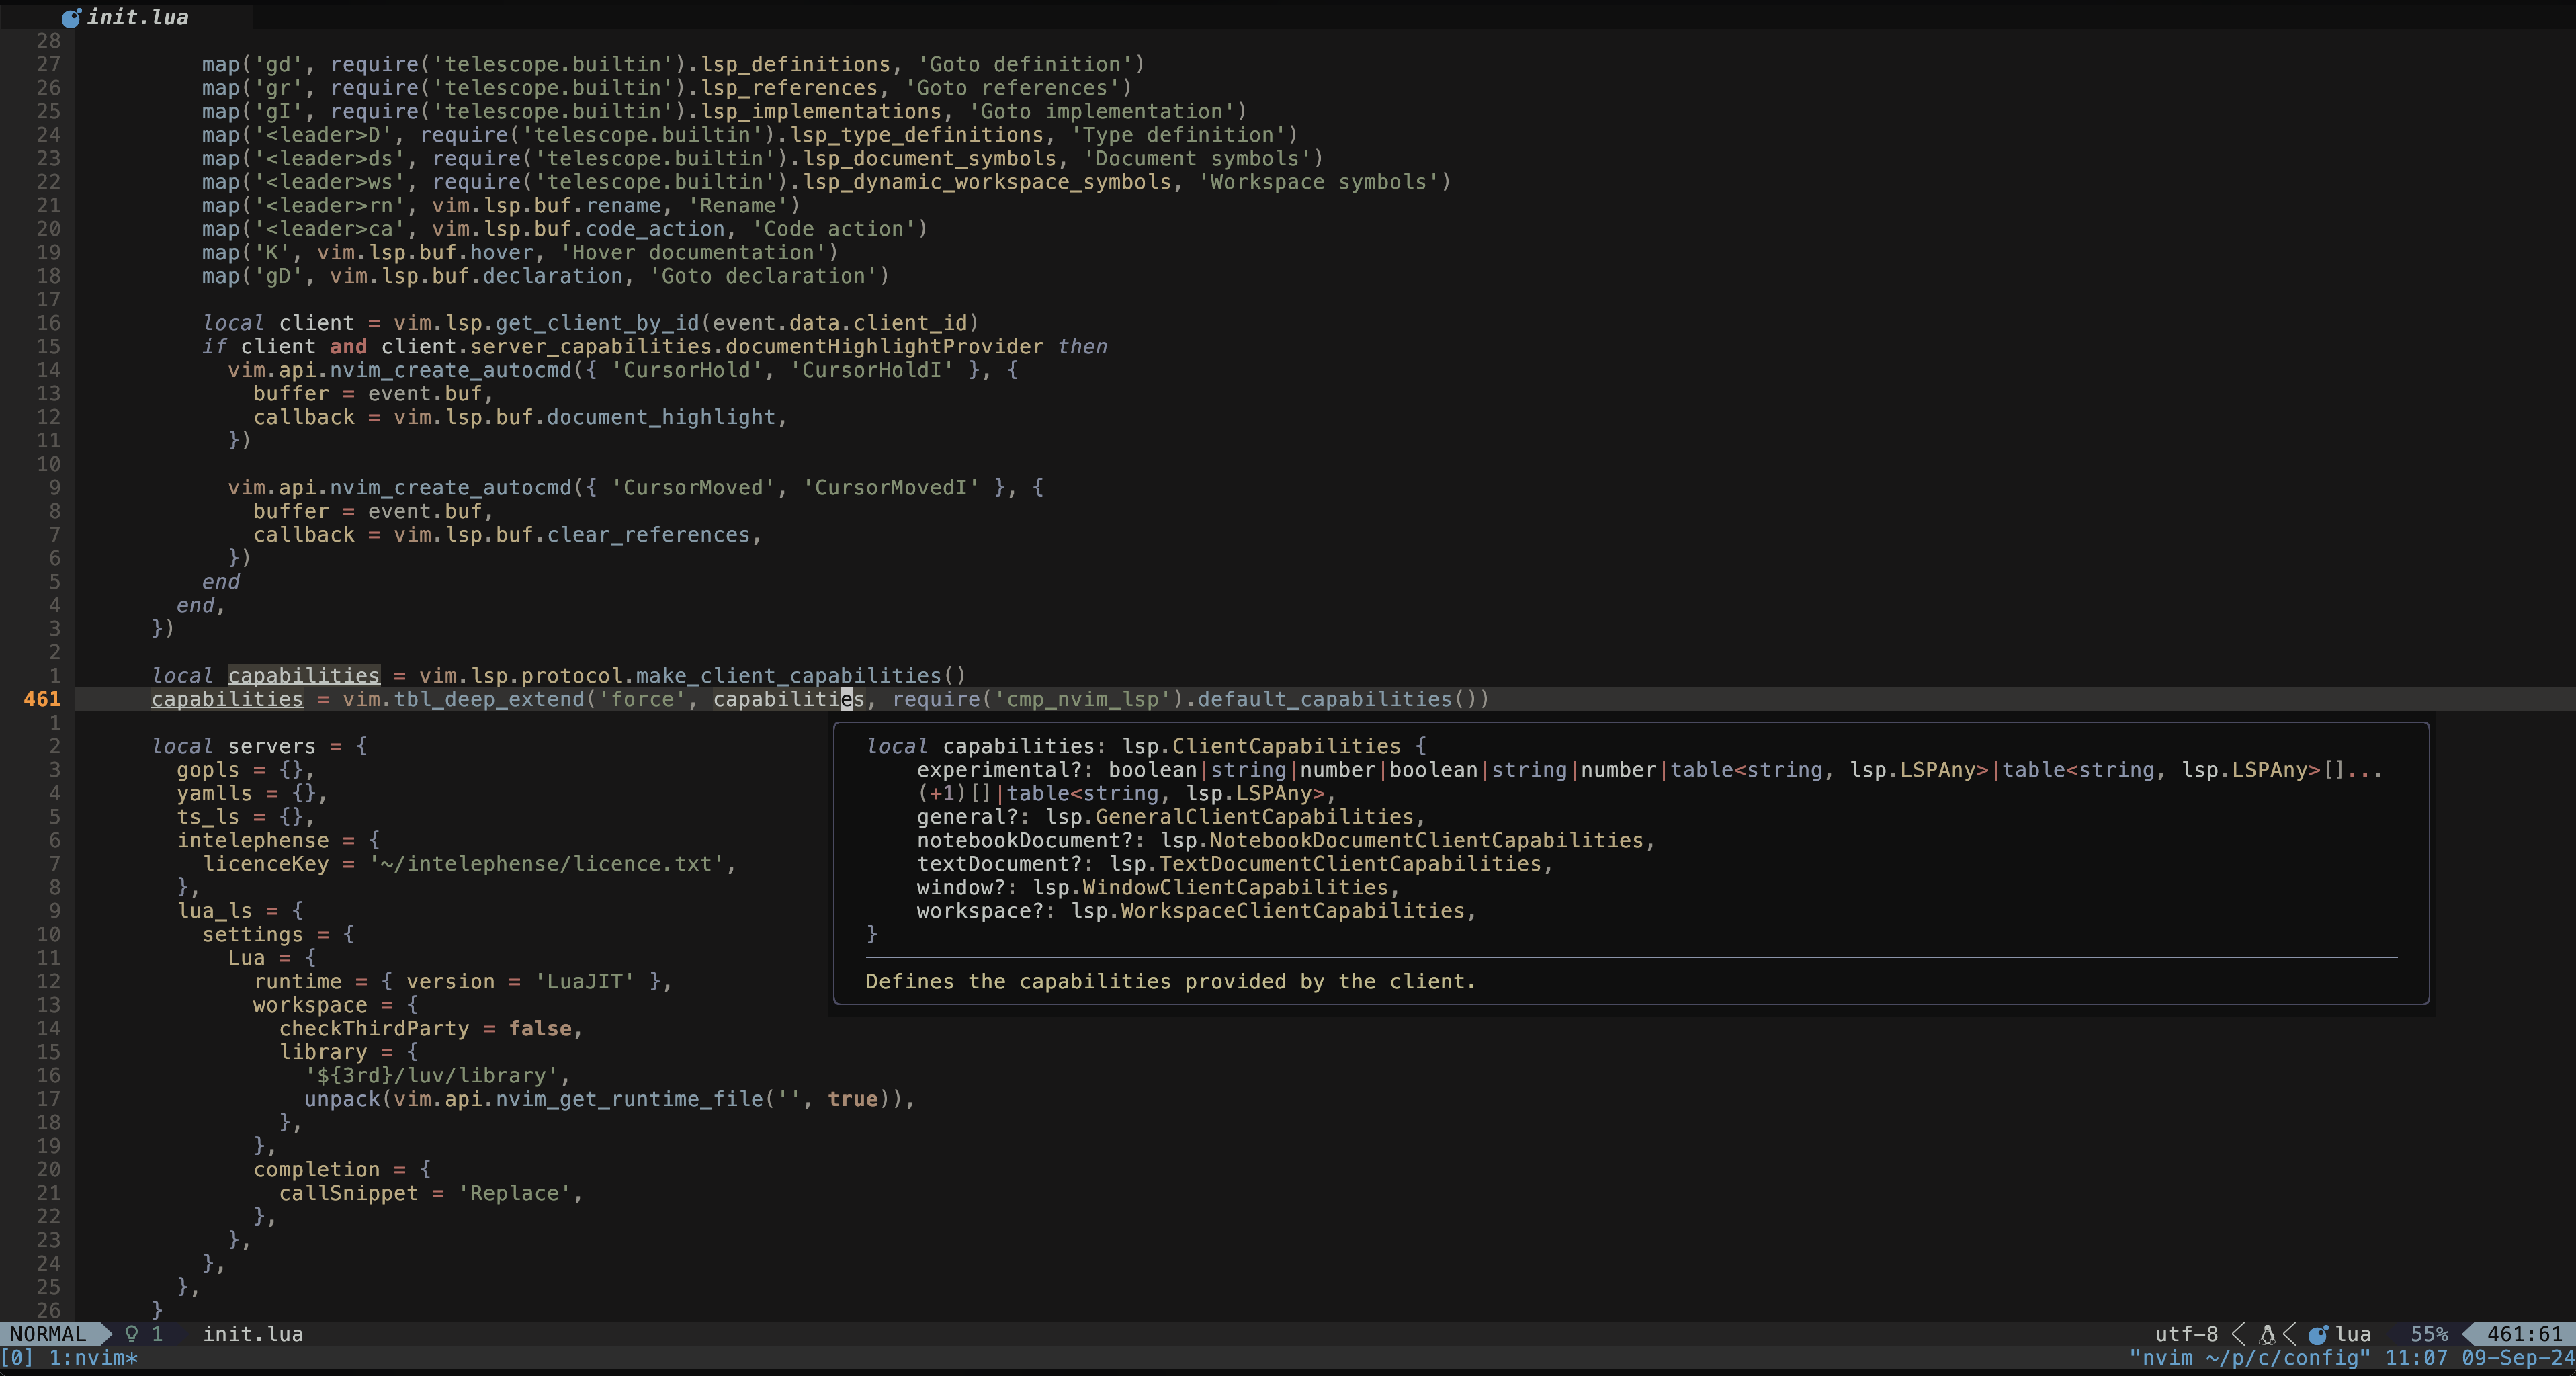 init.lua
28
27 map('gd', require('telescope.builtin').lsp_definitions, 'Goto definition')
26 map('gr', require('telescope.builtin').lsp_references, 'Goto references')
25 map('gI', require('telescope.builtin').lsp_implementations, 'Goto implementation')
24 map('<leader>D', require('telescope.builtin').lsp_type_definitions, 'Type definition')
23 map('<leader>ds', require('telescope.builtin').lsp_document_symbols, 'Document symbols')
22 map('<leader>ws', require('telescope.builtin').lsp_dynamic_workspace_symbols, 'Workspace symbols')
21 map('<leader>rn', vim.lsp.buf.rename, 'Rename')
20 map('<leader>ca', vim.lsp.buf.code_action, 'Code action')
19 map('K', vim.lsp.buf.hover, 'Hover documentation')
18 map('gD', vim.lsp.buf.declaration, 'Goto declaration')
17
16 local client = vim.lsp.get_client_by_id(event.data.client_id)
15 if client and client.server_capabilities.documentHighlightProvider then
14 vim.api.nvim_create_autocmd({ 'CursorHold', 'CursorHoldI' }, {
13 buffer = event.buf,
12 callback = vim.lsp.buf.document_highlight,
11 })
10
9 vim.api.nvim_create_autocmd({ 'CursorMoved', 'CursorMovedI' }, {
8 buffer = event.buf,
7 callback = vim.lsp.buf.clear_references,
6 })
5 end
4 end,
3 })
2
1 local capabilities = vim.lsp.protocol.make_client_capabilities()
461 capabilities = vim.tbl_deep_extend('force', capabilities, require('cmp_nvim_lsp').default_capabilities())
1
2 local servers = {
3 gopls = {},
4 yamlls = {},
5 ts_ls = {},
6 intelephense = {
7 licenceKey = '~/intelephense/licence.txt',
8 },
9 lua_ls = {
10 settings = {
11 Lua = {
12 runtime = { version = 'LuaJIT' },
13 workspace = {
14 checkThirdParty = false,
15 library = {
16 '${3rd}/luv/library',
17 unpack(vim.api.nvim_get_runtime_file('', true)),
18 },
19 },
20 completion = {
21 callSnippet = 'Replace',
22 },
23 },
24 },
25 },
26 }
local capabilities: lsp.ClientCapabilities {
experimental?: boolean|string|number|boolean|string|number|table<string, lsp.LSPAny>|table<string, lsp.LSPAny>[]...
(+1)[]|table<string, lsp.LSPAny>,
general?: lsp.GeneralClientCapabilities,
notebookDocument?: lsp.NotebookDocumentClientCapabilities,
textDocument?: lsp.TextDocumentClientCapabilities,
window?: lsp.WindowClientCapabilities,
workspace?: lsp.WorkspaceClientCapabilities,
}
Defines the capabilities provided by the client.
NORMAL 1 init.lua utf-8 lua 55% 461:61
[0] 1:nvim* "nvim ~/p/c/config" 11:07 09-Sep-24